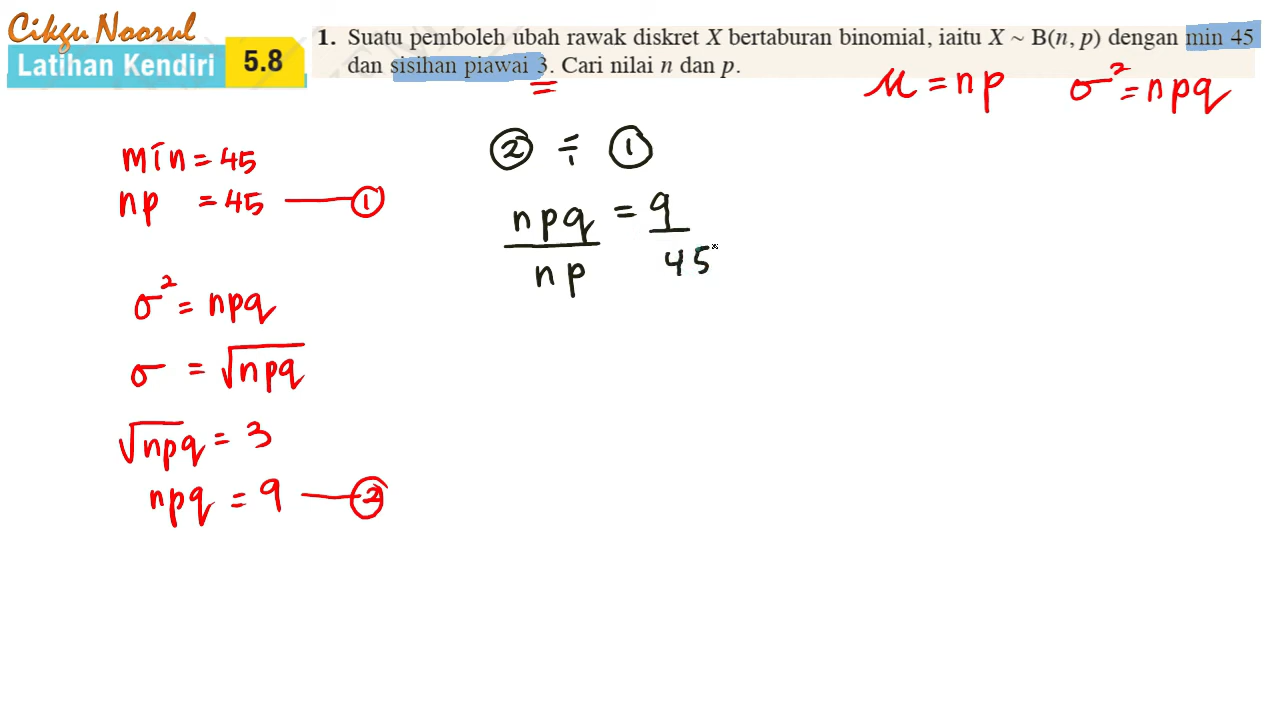 Cikgu Noorul
Latihan Kendiri 5.8
1. Suatu pemboleh ubah rawak diskret X bertaburan binomial, iaitu X ~ B(n, p) dengan min 45
dan sisihan piawai 3. Cari nilai n dan p.
μ = np σ² = npq
min = 45
np = 45 —— ①
σ² = npq
σ = √npq
√npq = 3
npq = 9 —— ②
② ÷ ①
npq/np = 9/45